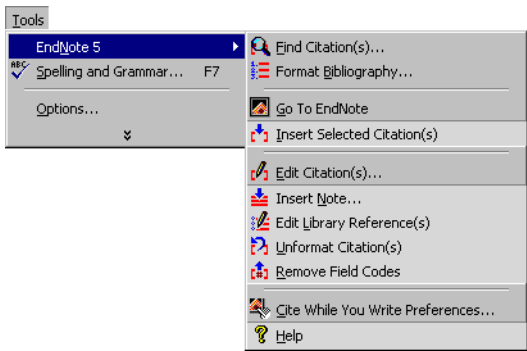 Tools
EndNote 5
ABC Spelling and Grammar... F7
Options...
Find Citation(s)...
Format Bibliography...
Go To EndNote
Insert Selected Citation(s)
Edit Citation(s)...
Insert Note...
Edit Library Reference(s)
Unformat Citation(s)
Remove Field Codes
Cite While You Write Preferences...
Help